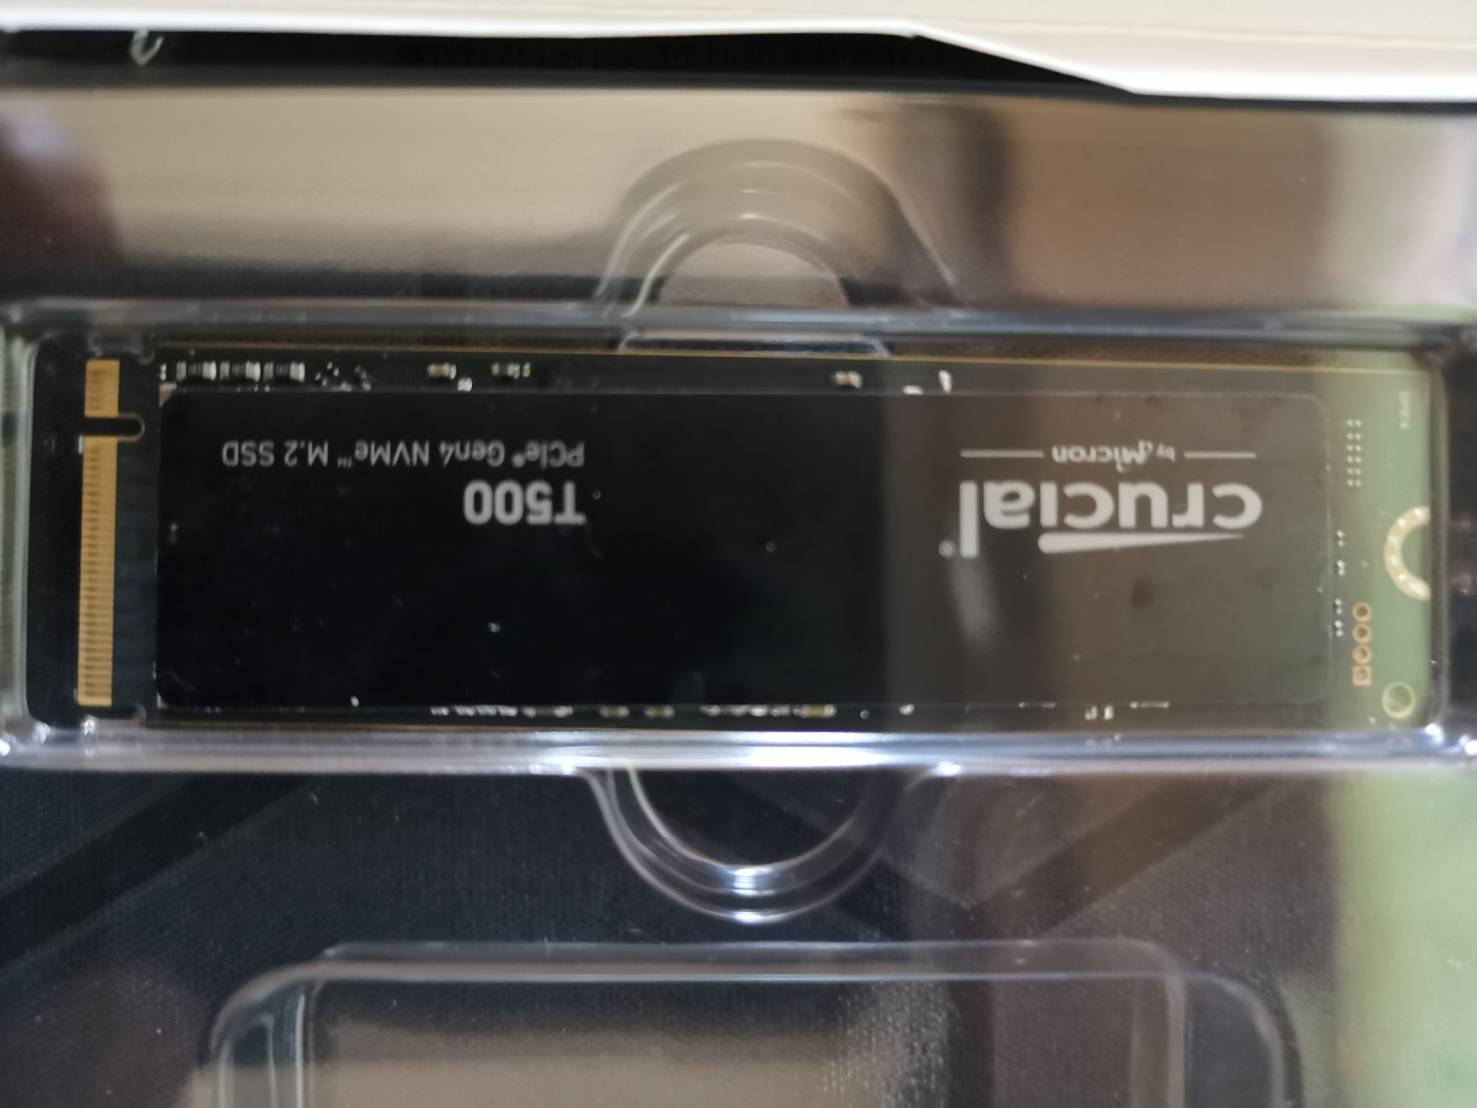 crucial®
by Micron
T500
PCIe® Gen4 NVMe™ M.2 SSD